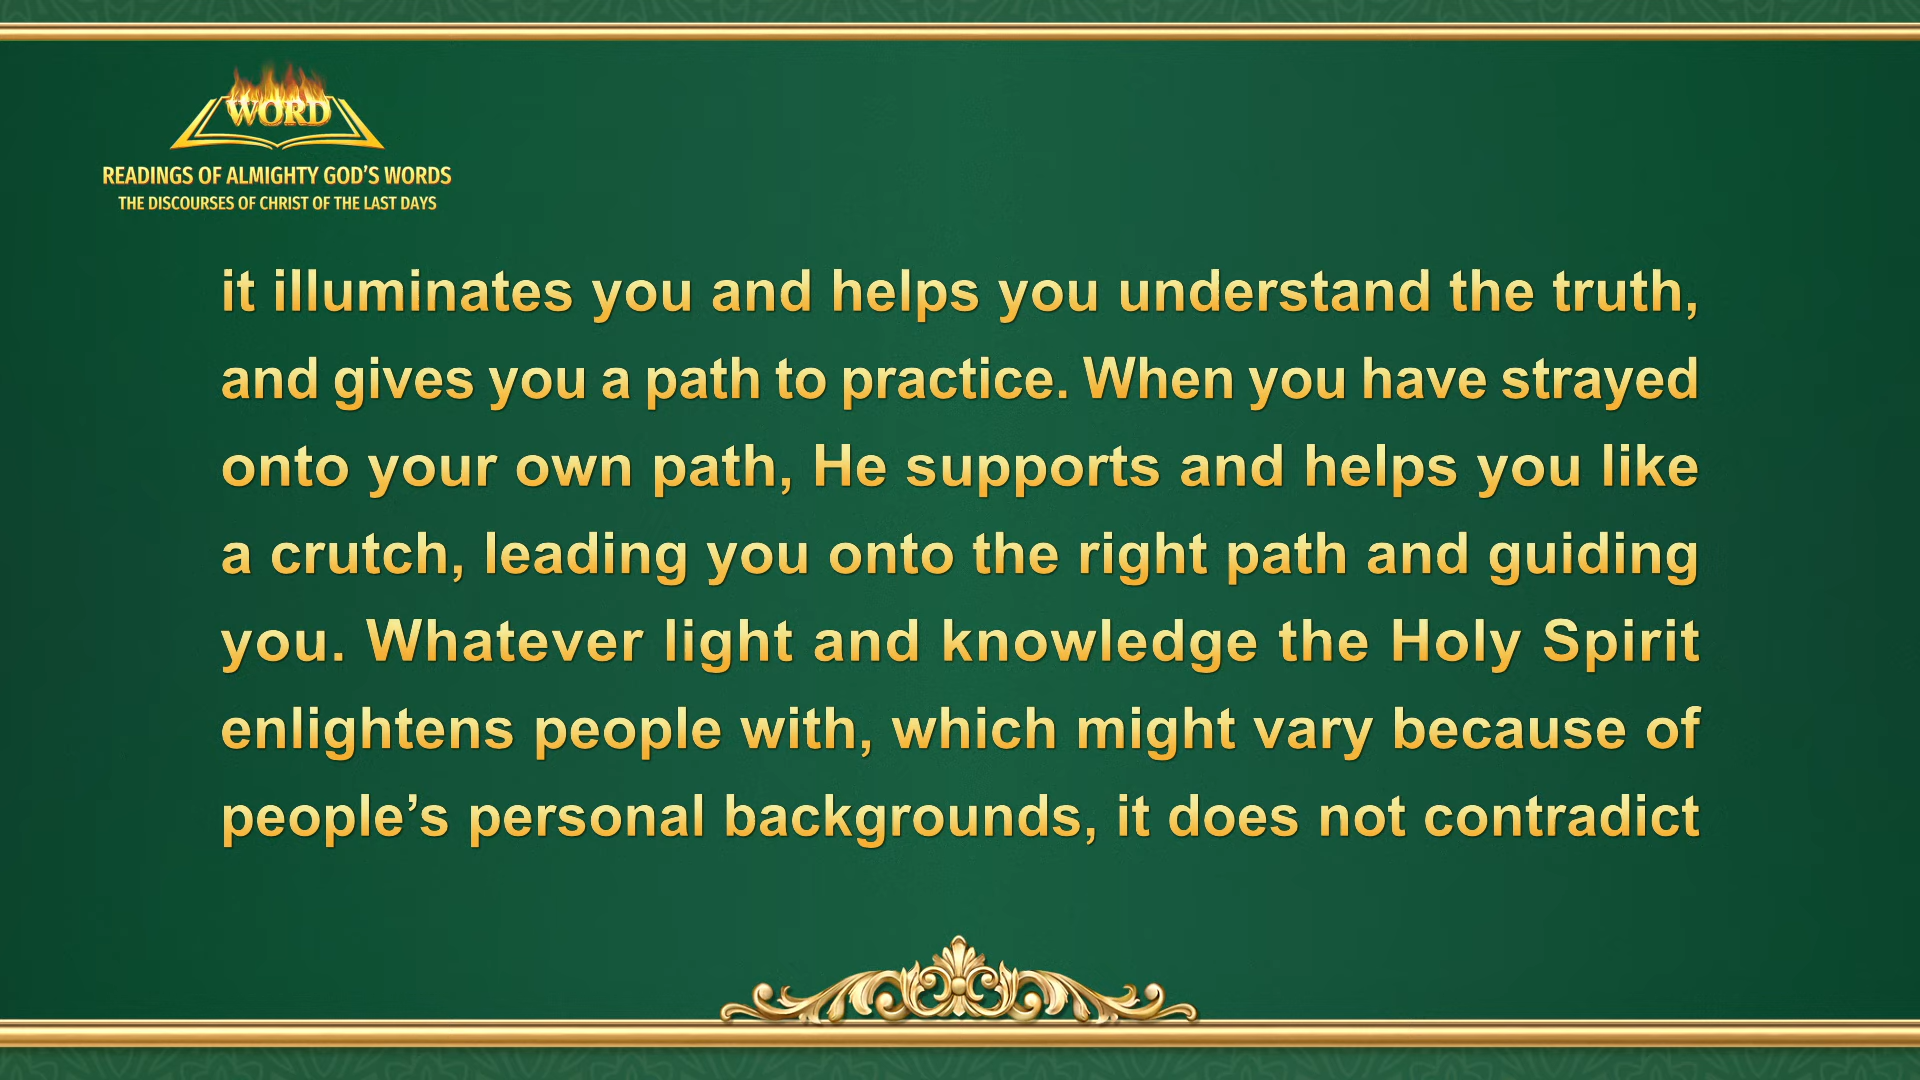 WORD
READINGS OF ALMIGHTY GOD’S WORDS
THE DISCOURSES OF CHRIST OF THE LAST DAYS
it illuminates you and helps you understand the truth,
and gives you a path to practice. When you have strayed
onto your own path, He supports and helps you like
a crutch, leading you onto the right path and guiding
you. Whatever light and knowledge the Holy Spirit
enlightens people with, which might vary because of
people’s personal backgrounds, it does not contradict